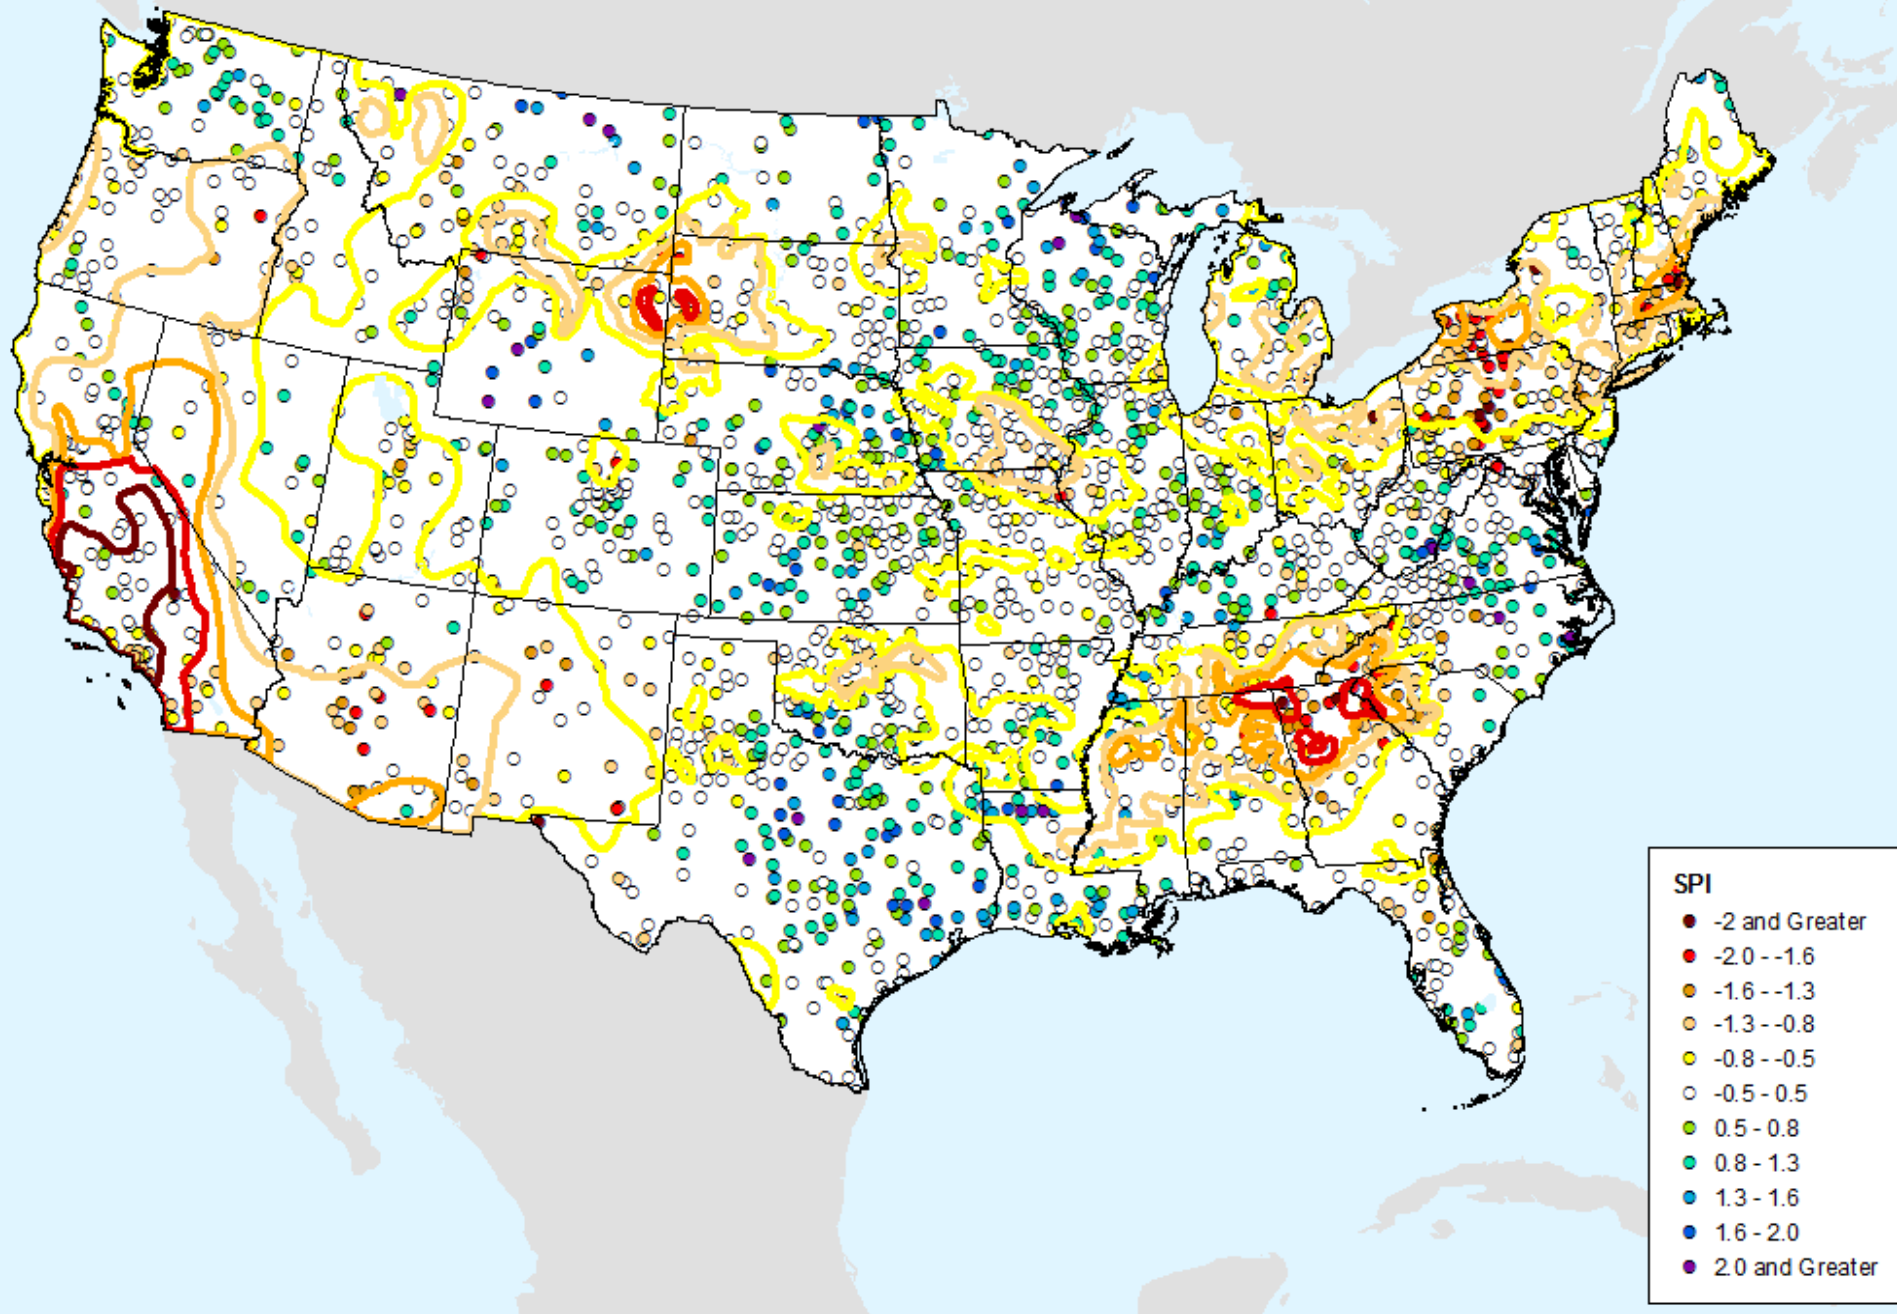 SPI
-2 and Greater
-2.0 - -1.6
-1.6 - -1.3
-1.3 - -0.8
-0.8 - -0.5
-0.5 - 0.5
0.5 - 0.8
0.8 - 1.3
1.3 - 1.6
1.6 - 2.0
2.0 and Greater